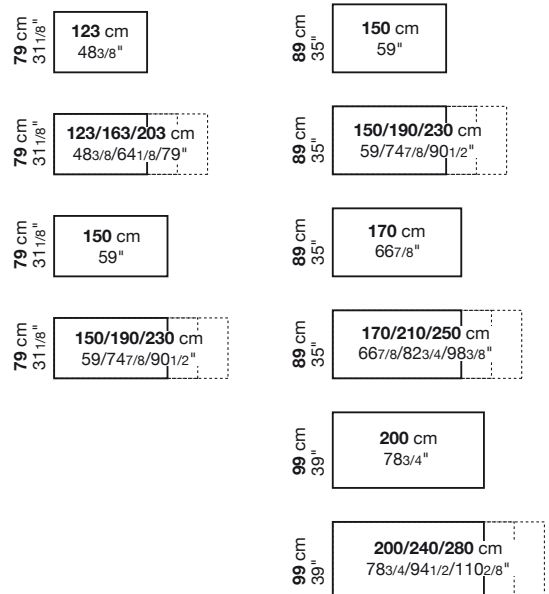 79 cm
31 1/8"
123 cm
48 3/8"
79 cm
31 1/8"
123/163/203 cm
48 3/8/64 1/8/79"
79 cm
31 1/8"
150 cm
59"
79 cm
31 1/8"
150/190/230 cm
59/74 7/8/90 1/2"
89 cm
35"
150 cm
59"
89 cm
35"
150/190/230 cm
59/74 7/8/90 1/2"
89 cm
35"
170 cm
66 7/8"
89 cm
35"
170/210/250 cm
66 7/8/82 3/4/98 3/8"
99 cm
39"
200 cm
78 3/4"
99 cm
39"
200/240/280 cm
78 3/4/94 1/2/110 2/8"